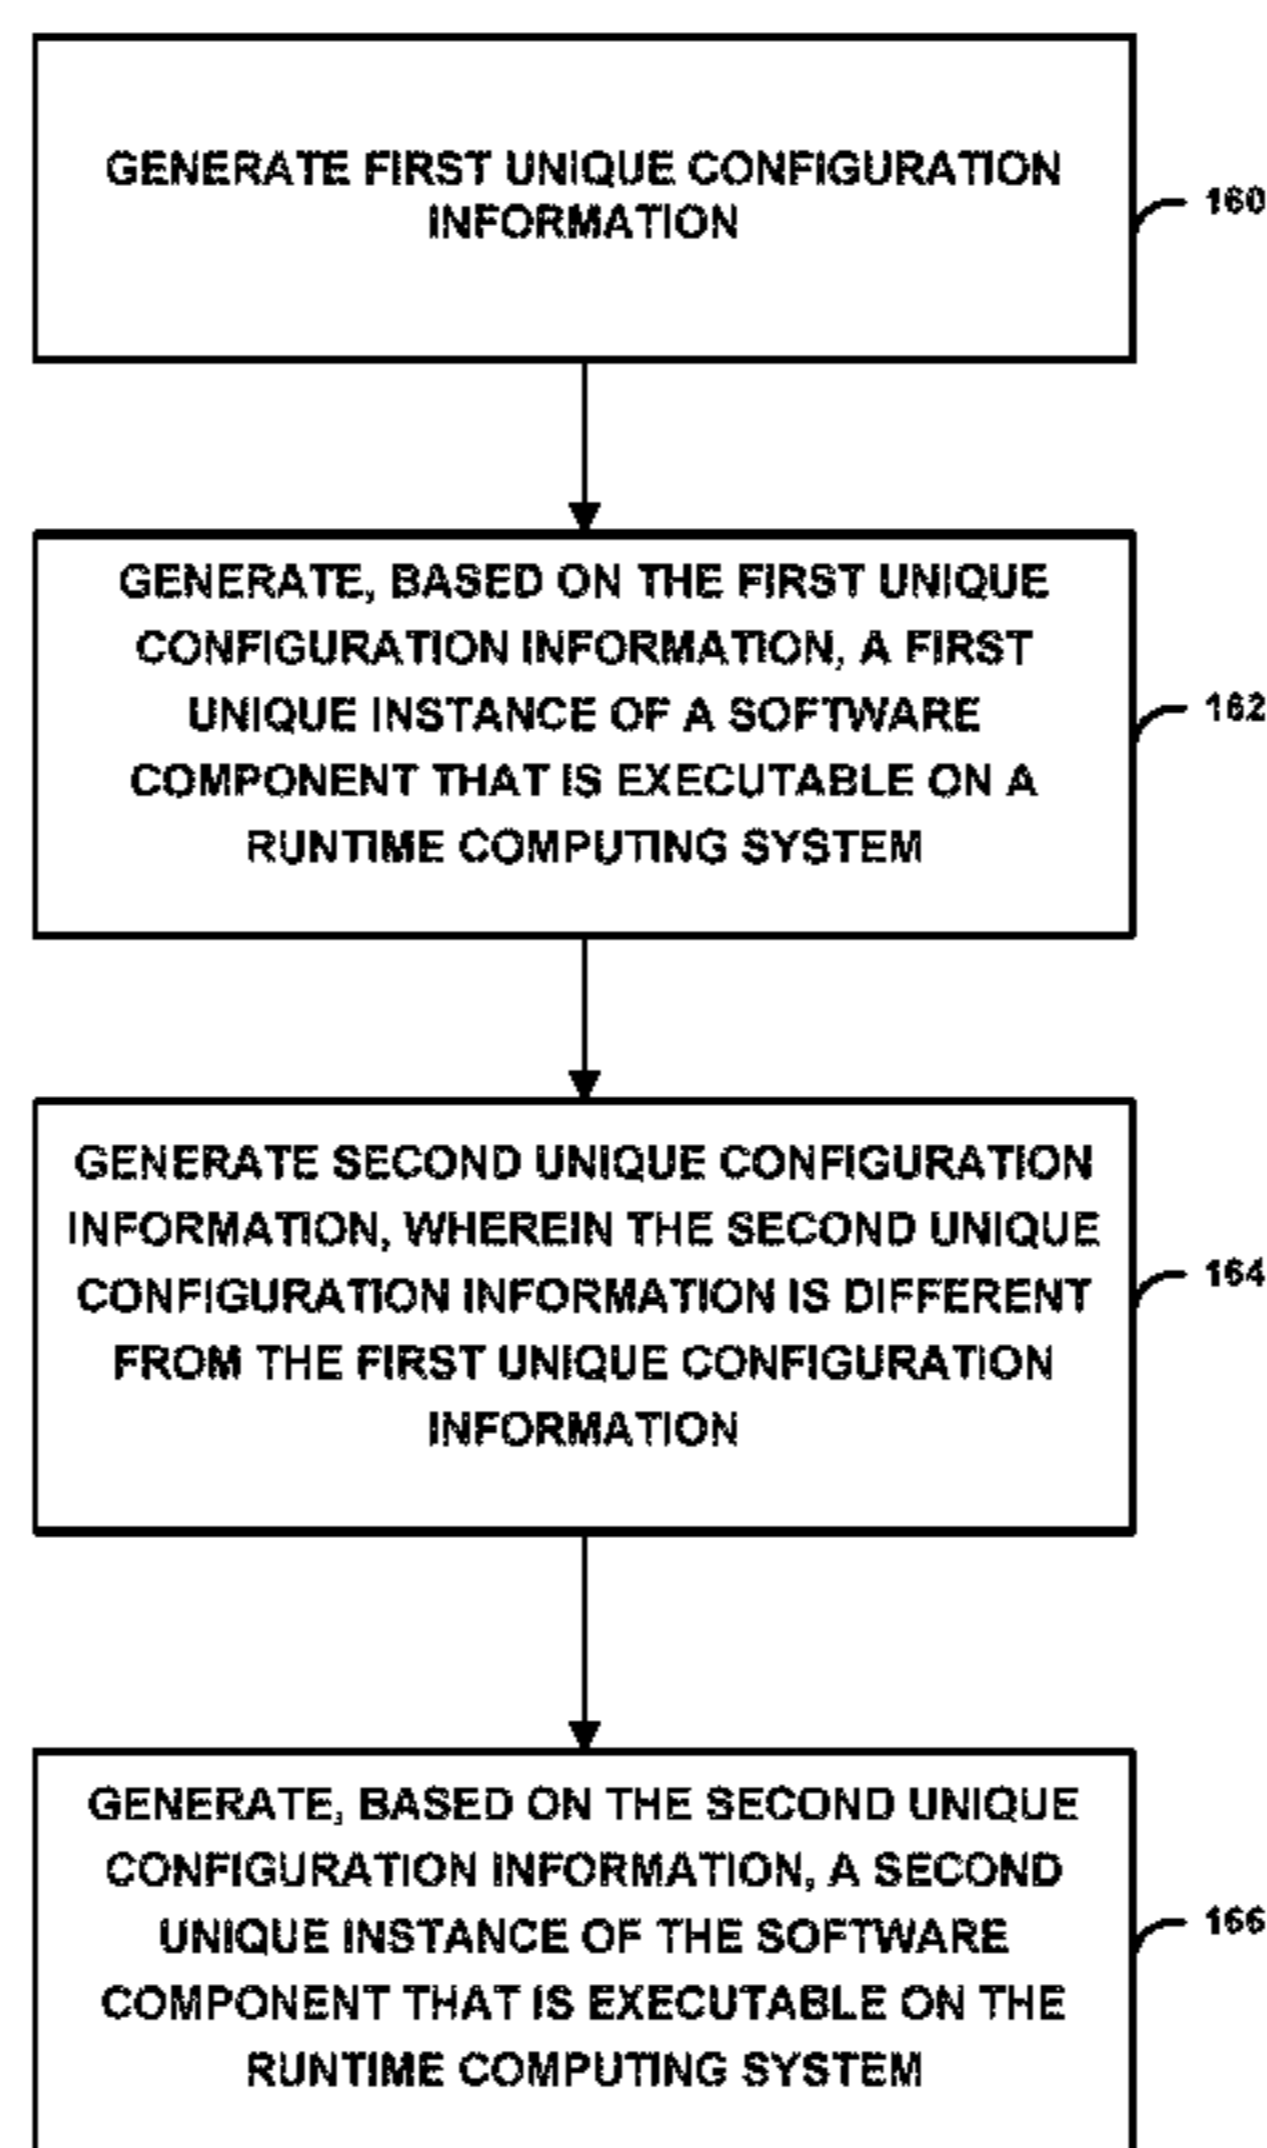 GENERATE FIRST UNIQUE CONFIGURATION
INFORMATION
160
GENERATE, BASED ON THE FIRST UNIQUE
CONFIGURATION INFORMATION, A FIRST
UNIQUE INSTANCE OF A SOFTWARE
COMPONENT THAT IS EXECUTABLE ON A
RUNTIME COMPUTING SYSTEM
162
GENERATE SECOND UNIQUE CONFIGURATION
INFORMATION, WHEREIN THE SECOND UNIQUE
CONFIGURATION INFORMATION IS DIFFERENT
FROM THE FIRST UNIQUE CONFIGURATION
INFORMATION
164
GENERATE, BASED ON THE SECOND UNIQUE
CONFIGURATION INFORMATION, A SECOND
UNIQUE INSTANCE OF THE SOFTWARE
COMPONENT THAT IS EXECUTABLE ON THE
RUNTIME COMPUTING SYSTEM
166